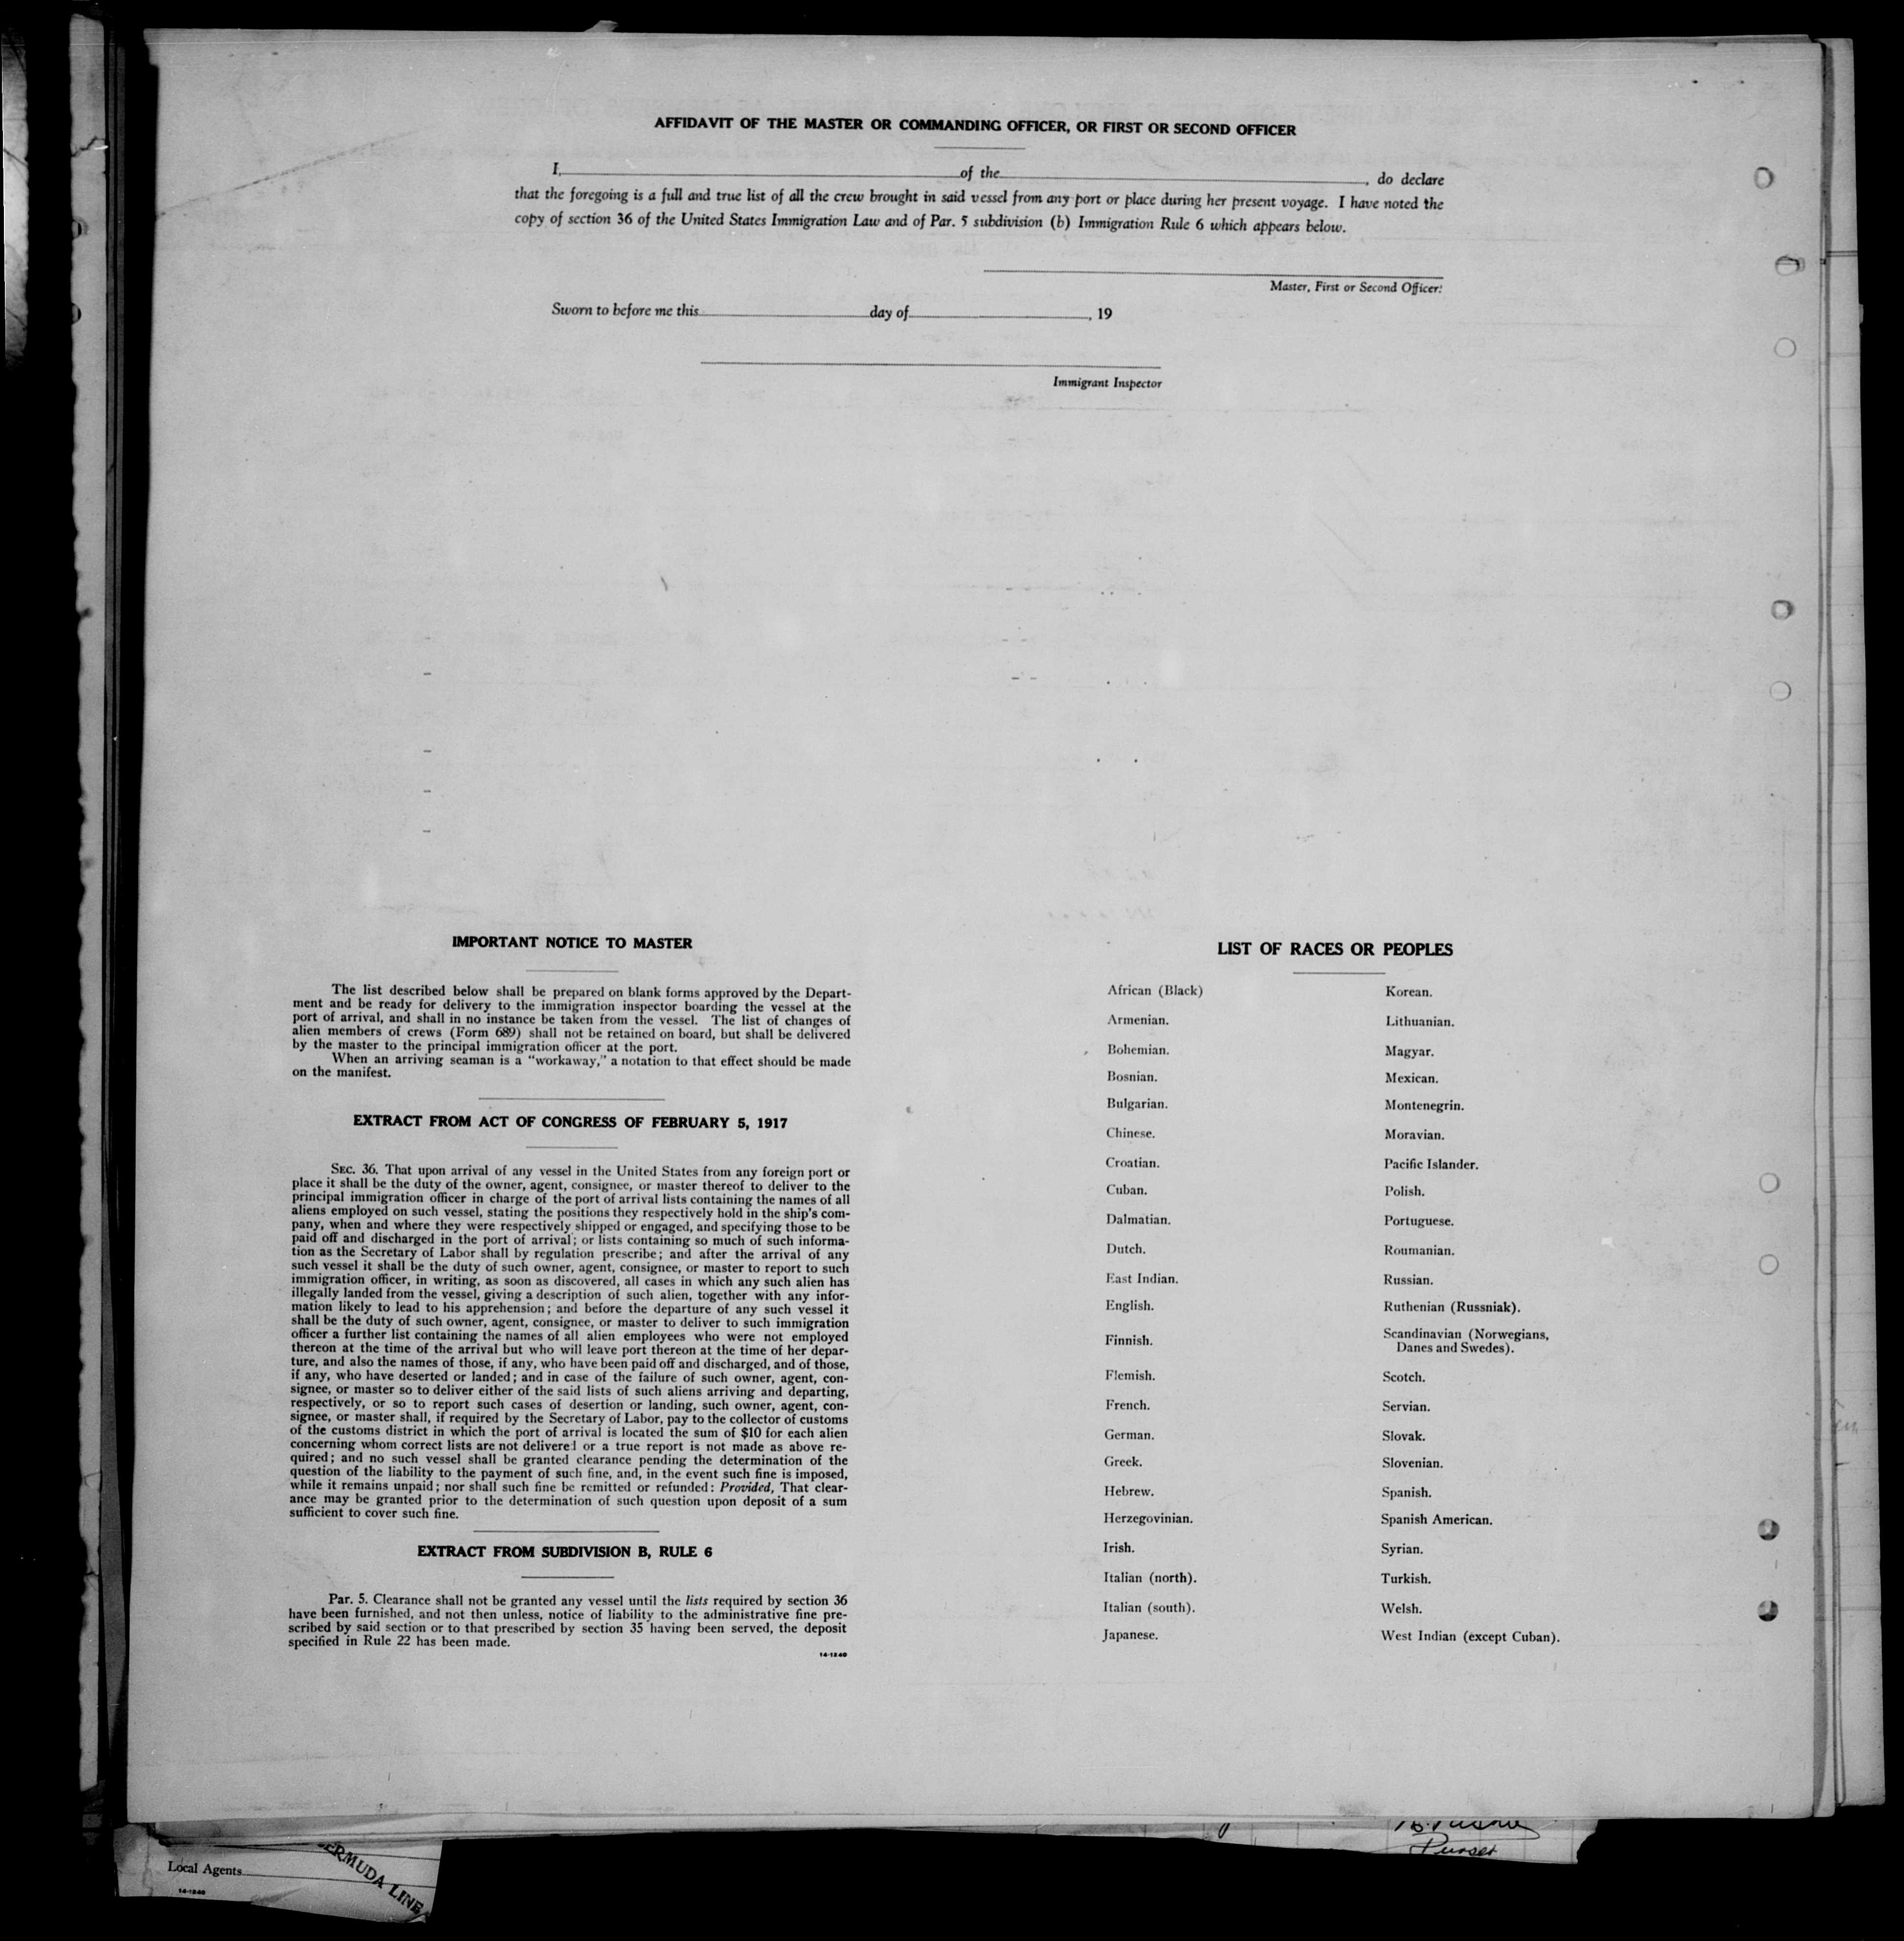 AFFIDAVIT OF THE MASTER OR COMMANDING OFFICER, OR FIRST OR SECOND OFFICER
I, of the , do declare
that the foregoing is a full and true list of all the crew brought in said vessel from any port or place during her present voyage. I have noted the
copy of section 36 of the United States Immigration Law and of Par. 5 subdivision (b) Immigration Rule 6 which appears below.
Master, First or Second Officer.
Sworn to before me this day of , 19
Immigrant Inspector
IMPORTANT NOTICE TO MASTER
The list described below shall be prepared on blank forms approved by the Depart-
ment and be ready for delivery to the immigration inspector boarding the vessel at the
port of arrival, and shall in no instance be taken from the vessel. The list of changes of
alien members of crews (Form 689) shall not be retained on board, but shall be delivered
by the master to the principal immigration officer at the port.
When an arriving seaman is a "workaway," a notation to that effect should be made
on the manifest.
EXTRACT FROM ACT OF CONGRESS OF FEBRUARY 5, 1917
SEC. 36. That upon arrival of any vessel in the United States from any foreign port or
place it shall be the duty of the owner, agent, consignee, or master thereof to deliver to the
principal immigration officer in charge of the port of arrival lists containing the names of all
aliens employed on such vessel, stating the positions they respectively hold in the ship's com-
pany, when and where they were respectively shipped or engaged, and specifying those to be
paid off and discharged in the port of arrival; or lists containing so much of such informa-
tion as the Secretary of Labor shall by regulation prescribe; and after the arrival of any
such vessel it shall be the duty of such owner, agent, consignee, or master to report to such
immigration officer, in writing, as soon as discovered, all cases in which any such alien has
illegally landed from the vessel, giving a description of such alien, together with any infor-
mation likely to lead to his apprehension; and before the departure of any such vessel it
shall be the duty of such owner, agent, consignee, or master to deliver to such immigration
officer a further list containing the names of all alien employees who were not employed
thereon at the time of the arrival but who will leave port thereon at the time of her depar-
ture, and also the names of those, if any, who have been paid off and discharged, and of those,
if any, who have deserted or landed; and in case of the failure of such owner, agent, con-
signee, or master so to deliver either of the said lists of such aliens arriving and departing,
respectively, or so to report such cases of desertion or landing, such owner, agent, con-
signee, or master shall, if required by the Secretary of Labor, pay to the collector of customs
of the customs district in which the port of arrival is located the sum of $10 for each alien
concerning whom correct lists are not delivered or a true report is not made as above re-
quired; and no such vessel shall be granted clearance pending the determination of the
question of the liability to the payment of such fine, and, in the event such fine is imposed,
while it remains unpaid; nor shall such fine be remitted or refunded: Provided, That clear-
ance may be granted prior to the determination of such question upon deposit of a sum
sufficient to cover such fine.
EXTRACT FROM SUBDIVISION B, RULE 6
Par. 5. Clearance shall not be granted any vessel until the lists required by section 36
have been furnished, and not then unless, notice of liability to the administrative fine pre-
scribed by said section or to that prescribed by section 35 having been served, the deposit
specified in Rule 22 has been made.
14-1240
LIST OF RACES OR PEOPLES
African (Black)
Armenian.
Bohemian.
Bosnian.
Bulgarian.
Chinese.
Croatian.
Cuban.
Dalmatian.
Dutch.
East Indian.
English.
Finnish.
Flemish.
French.
German.
Greek.
Hebrew.
Herzegovinian.
Irish.
Italian (north).
Italian (south).
Japanese.
Korean.
Lithuanian.
Magyar.
Mexican.
Montenegrin.
Moravian.
Pacific Islander.
Polish.
Portuguese.
Roumanian.
Russian.
Ruthenian (Russniak).
Scandinavian (Norwegians,
Danes and Swedes).
Scotch.
Servian.
Slovak.
Slovenian.
Spanish.
Spanish American.
Syrian.
Turkish.
Welsh.
West Indian (except Cuban).
Purser
Local Agents
14-1240
ERMUDA LINE